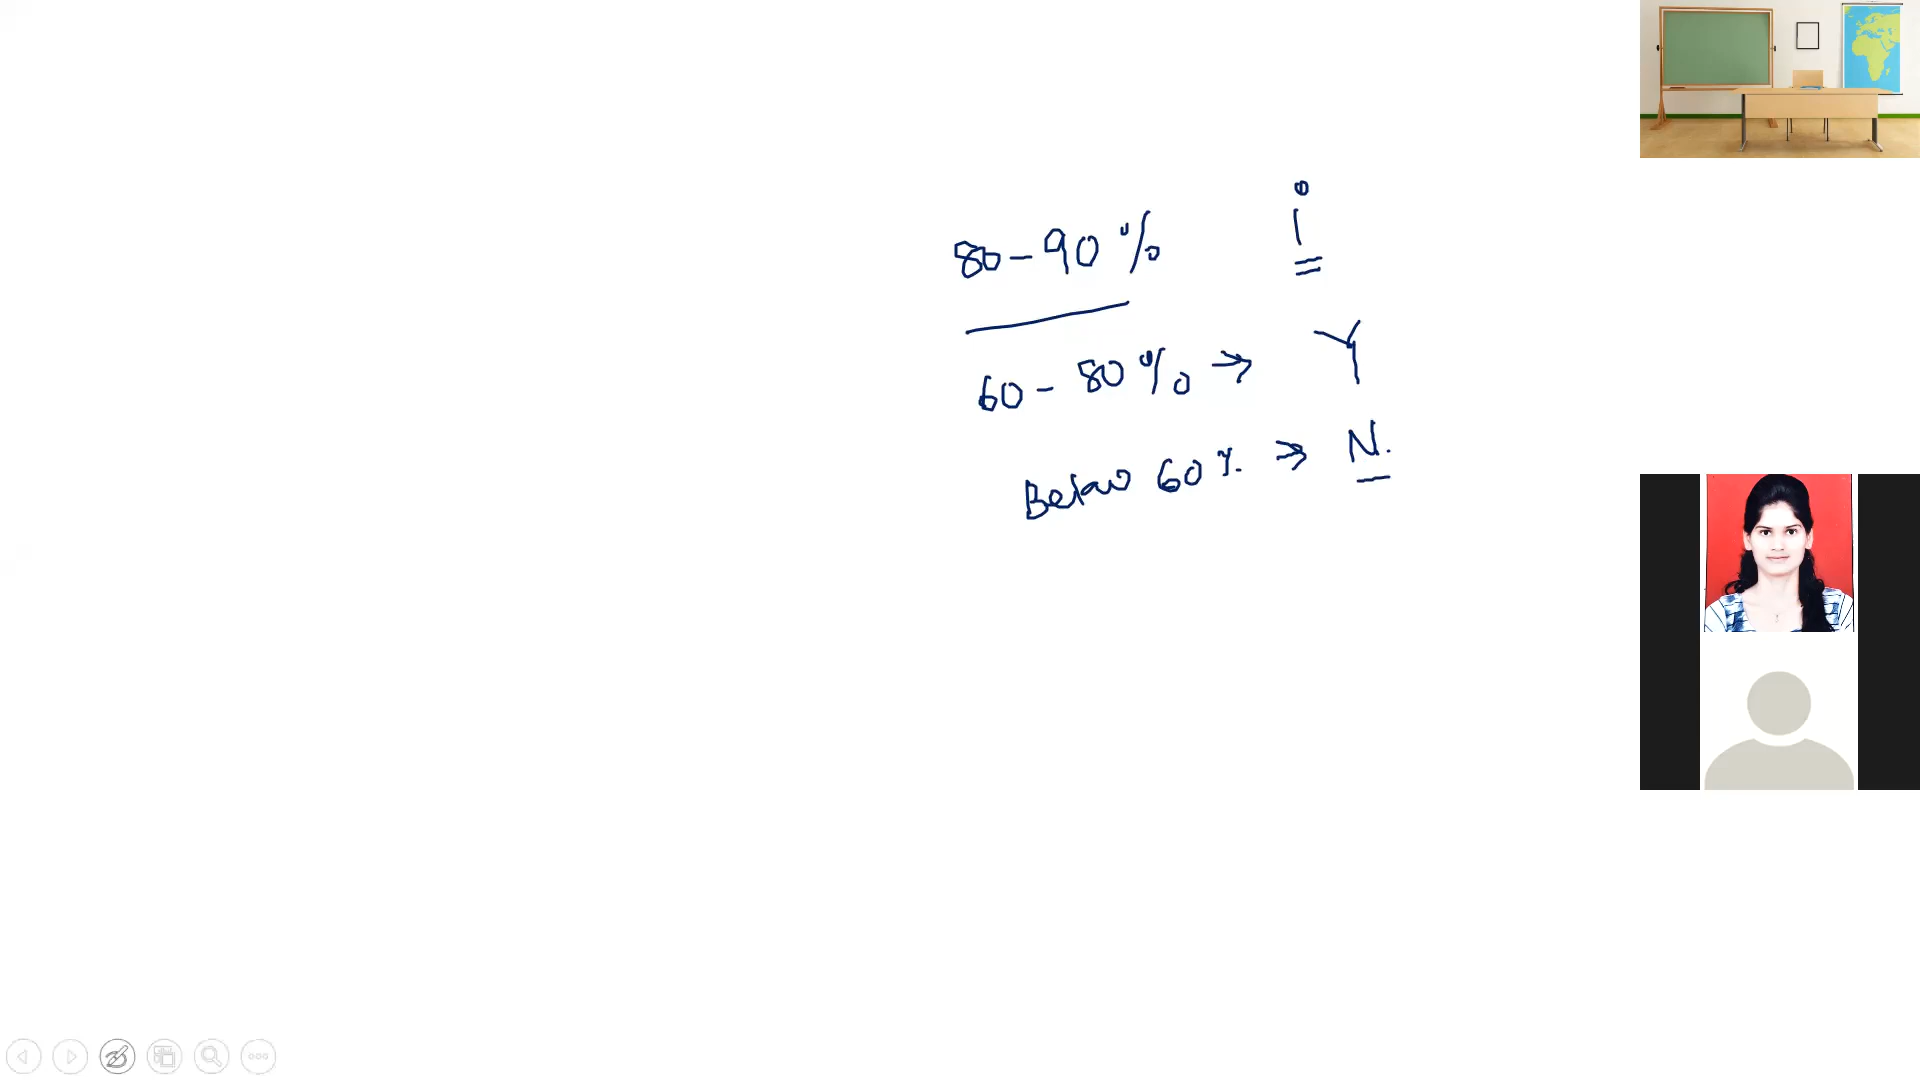 80-90 % i
60 - 80 % → Y
Below 60 % → N.